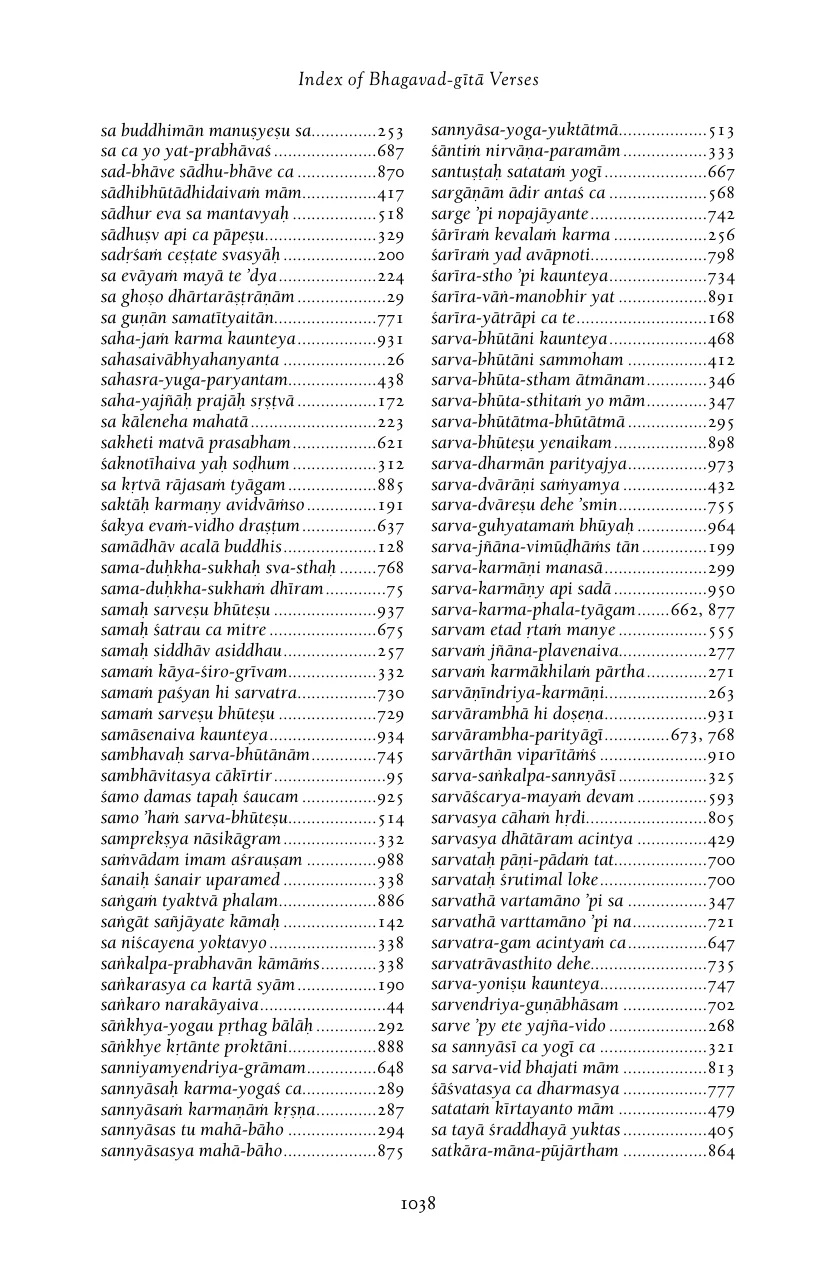 Index of Bhagavad-gītā Verses
sa buddhimān manuṣyeṣu sa..............253
sa ca yo yat-prabhāvaś ......................687
sad-bhāve sādhu-bhāve ca .................870
sādhibhūtādhidaivaṁ mām................417
sādhur eva sa mantavyaḥ ..................518
sādhuṣv api ca pāpeṣu........................329
sadṛśaṁ ceṣṭate svasyāḥ ....................200
sa evāyaṁ mayā te ’dya.....................224
sa ghoṣo dhārtarāṣṭrāṇām ...................29
sa guṇān samatītyaitān......................771
saha-jaṁ karma kaunteya.................931
sahasaivābhyahanyanta ......................26
sahasra-yuga-paryantam...................438
saha-yajñāḥ prajāḥ sṛṣṭvā .................172
sa kāleneha mahatā ...........................223
sakheti matvā prasabham..................621
śaknotīhaiva yaḥ soḍhum ..................312
sa kṛtvā rājasaṁ tyāgam...................885
saktāḥ karmaṇy avidvāṁso...............191
śakya evaṁ-vidho draṣṭum................637
samādhāv acalā buddhis....................128
sama-duḥkha-sukhaḥ sva-sthaḥ ........768
sama-duḥkha-sukhaṁ dhīram.............75
samaḥ sarveṣu bhūteṣu ......................937
samaḥ śatrau ca mitre .......................675
samaḥ siddhāv asiddhau....................257
samaṁ kāya-śiro-grīvam...................332
samaṁ paśyan hi sarvatra.................730
samaṁ sarveṣu bhūteṣu .....................729
samāsenaiva kaunteya.......................934
sambhavaḥ sarva-bhūtānām..............745
sambhāvitasya cākīrtir ........................95
śamo damas tapaḥ śaucam ................925
samo ’haṁ sarva-bhūteṣu...................514
samprekṣya nāsikāgram....................332
saṁvādam imam aśrauṣam ...............988
śanaiḥ śanair uparamed ....................338
saṅgaṁ tyaktvā phalam.....................886
saṅgāt sañjāyate kāmaḥ ....................142
sa niścayena yoktavyo .......................338
saṅkalpa-prabhavān kāmāṁs............338
saṅkarasya ca kartā syām .................190
saṅkaro narakāyaiva...........................44
sāṅkhya-yogau pṛthag bālāḥ .............292
sāṅkhye kṛtānte proktāni...................888
sanniyamyendriya-grāmam...............648
sannyāsaḥ karma-yogaś ca................289
sannyāsaṁ karmaṇāṁ kṛṣṇa.............287
sannyāsas tu mahā-bāho ...................294
sannyāsasya mahā-bāho....................875
sannyāsa-yoga-yuktātmā...................513
śāntiṁ nirvāṇa-paramām..................333
santuṣṭaḥ satataṁ yogī ......................667
sargāṇām ādir antaś ca .....................568
sarge ’pi nopajāyante.........................742
śārīraṁ kevalaṁ karma ....................256
śarīraṁ yad avāpnoti.........................798
śarīra-stho ’pi kaunteya.....................734
śarīra-vāṅ-manobhir yat ...................891
śarīra-yātrāpi ca te............................168
sarva-bhūtāni kaunteya.....................468
sarva-bhūtāni sammoham .................412
sarva-bhūta-stham ātmānam.............346
sarva-bhūta-sthitaṁ yo mām.............347
sarva-bhūtātma-bhūtātmā .................295
sarva-bhūteṣu yenaikam....................898
sarva-dharmān parityajya.................973
sarva-dvārāṇi saṁyamya ..................432
sarva-dvāreṣu dehe ’smin...................755
sarva-guhyatamaṁ bhūyaḥ ...............964
sarva-jñāna-vimūḍhāṁs tān..............199
sarva-karmāṇi manasā......................299
sarva-karmāṇy api sadā....................950
sarva-karma-phala-tyāgam.......662, 877
sarvam etad ṛtaṁ manye ...................555
sarvaṁ jñāna-plavenaiva...................277
sarvaṁ karmākhilaṁ pārtha.............271
sarvāṇīndriya-karmāṇi......................263
sarvārambhā hi doṣeṇa......................931
sarvārambha-parityāgī..............673, 768
sarvārthān viparītāṁś .......................910
sarva-saṅkalpa-sannyāsī ...................325
sarvāścarya-mayaṁ devam ...............593
sarvasya cāhaṁ hṛdi..........................805
sarvasya dhātāram acintya ...............429
sarvataḥ pāṇi-pādaṁ tat....................700
sarvataḥ śrutimal loke.......................700
sarvathā vartamāno ’pi sa .................347
sarvathā varttamāno ’pi na................721
sarvatra-gam acintyaṁ ca.................647
sarvatrāvasthito dehe.........................735
sarva-yoniṣu kaunteya.......................747
sarvendriya-guṇābhāsam ..................702
sarve ’py ete yajña-vido .....................268
sa sannyāsī ca yogī ca .......................321
sa sarva-vid bhajati mām ..................813
śāśvatasya ca dharmasya ..................777
satataṁ kīrtayanto mām ...................479
sa tayā śraddhayā yuktas ..................405
satkāra-māna-pūjārtham ..................864
1038